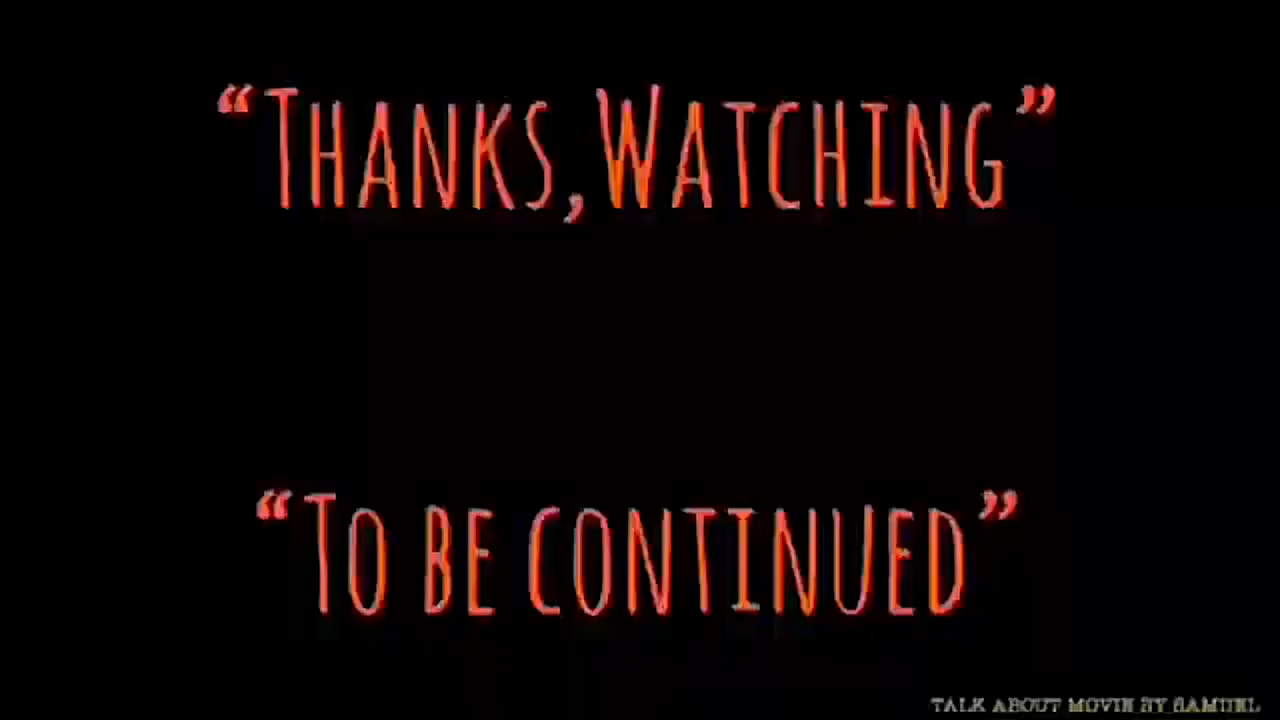 “Thanks,Watching”
“To be continued”
TALK ABOUT MOVIE BY SAMUEL